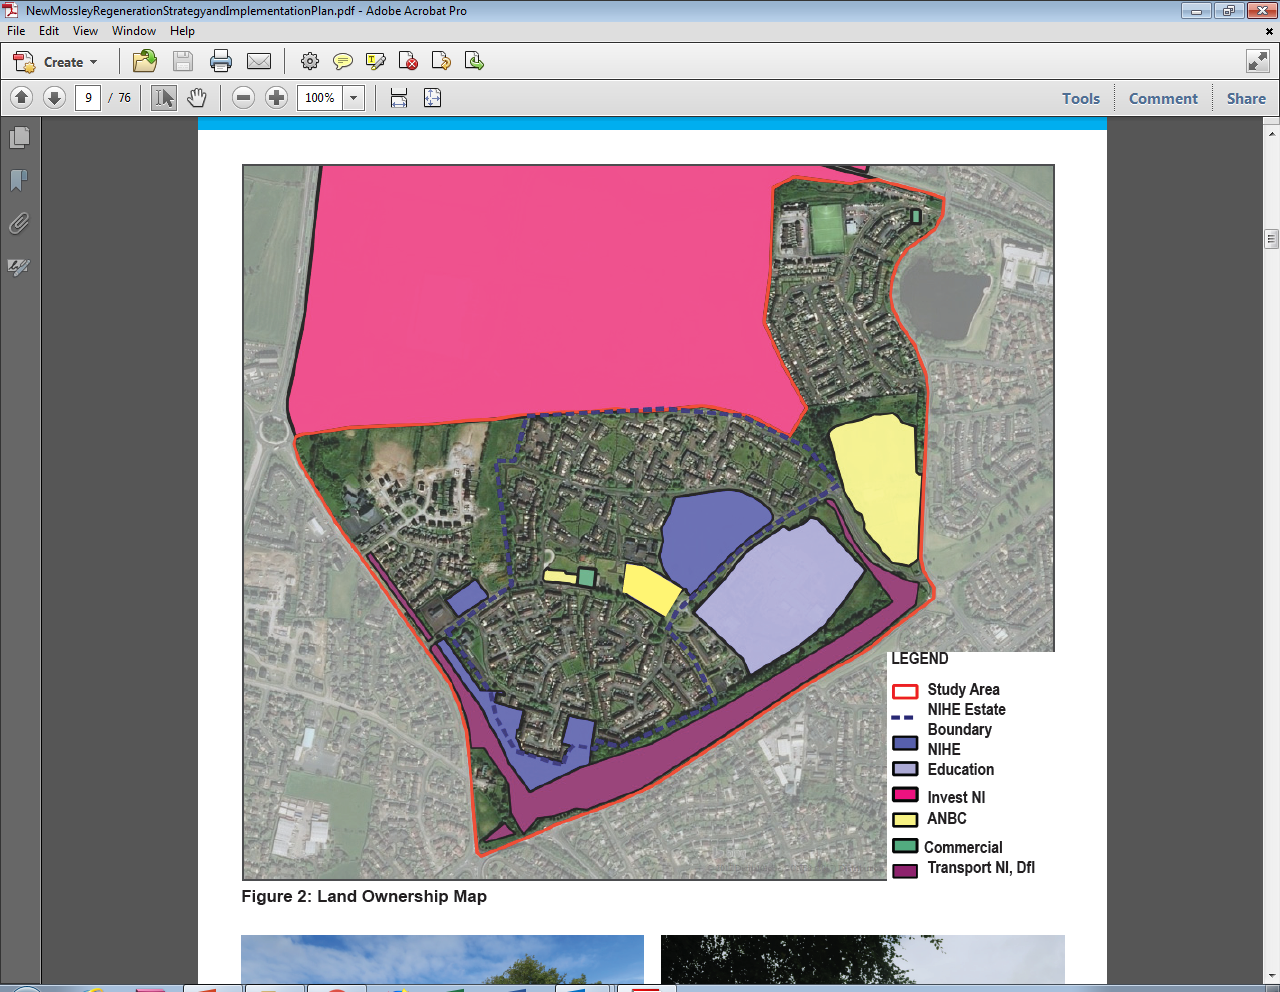 NewMossleyRegenerationStrategyandImplementationPlan.pdf - Adobe Acrobat Pro
File Edit View Window Help
Create
9 / 76 100% Tools Comment Share
LEGEND
Study Area
NIHE Estate
Boundary
NIHE
Education
Invest NI
ANBC
Commercial
Transport NI, DfI
Figure 2: Land Ownership Map